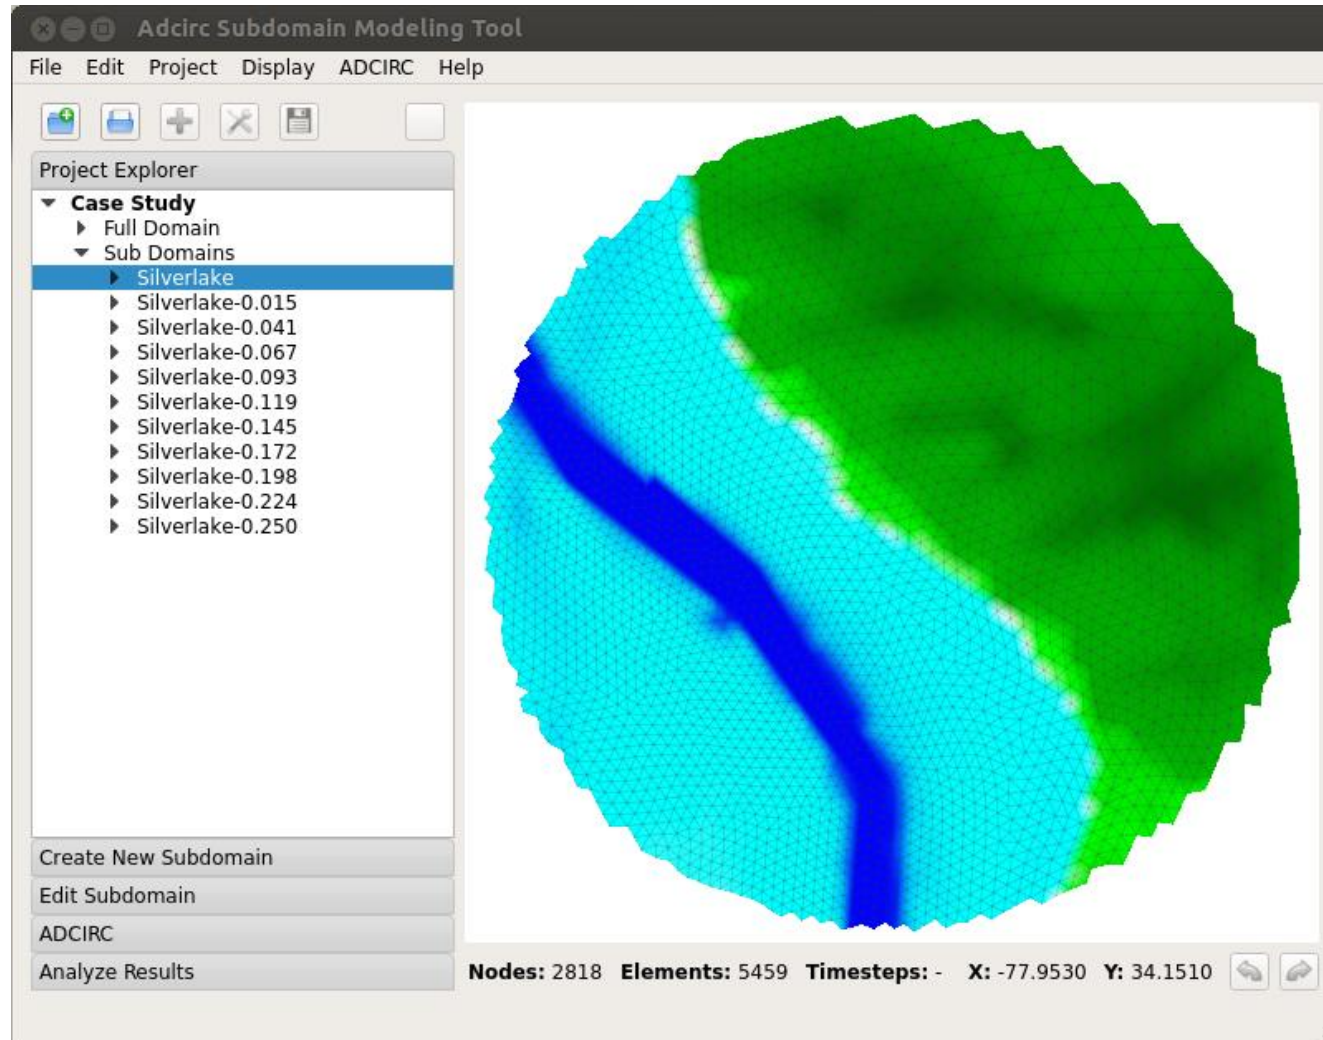 Adcirc Subdomain Modeling Tool
File Edit Project Display ADCIRC Help
Project Explorer
Case Study
Full Domain
Sub Domains
Silverlake
Silverlake-0.015
Silverlake-0.041
Silverlake-0.067
Silverlake-0.093
Silverlake-0.119
Silverlake-0.145
Silverlake-0.172
Silverlake-0.198
Silverlake-0.224
Silverlake-0.250
Create New Subdomain
Edit Subdomain
ADCIRC
Analyze Results
Nodes: 2818 Elements: 5459 Timesteps: - X: -77.9530 Y: 34.1510